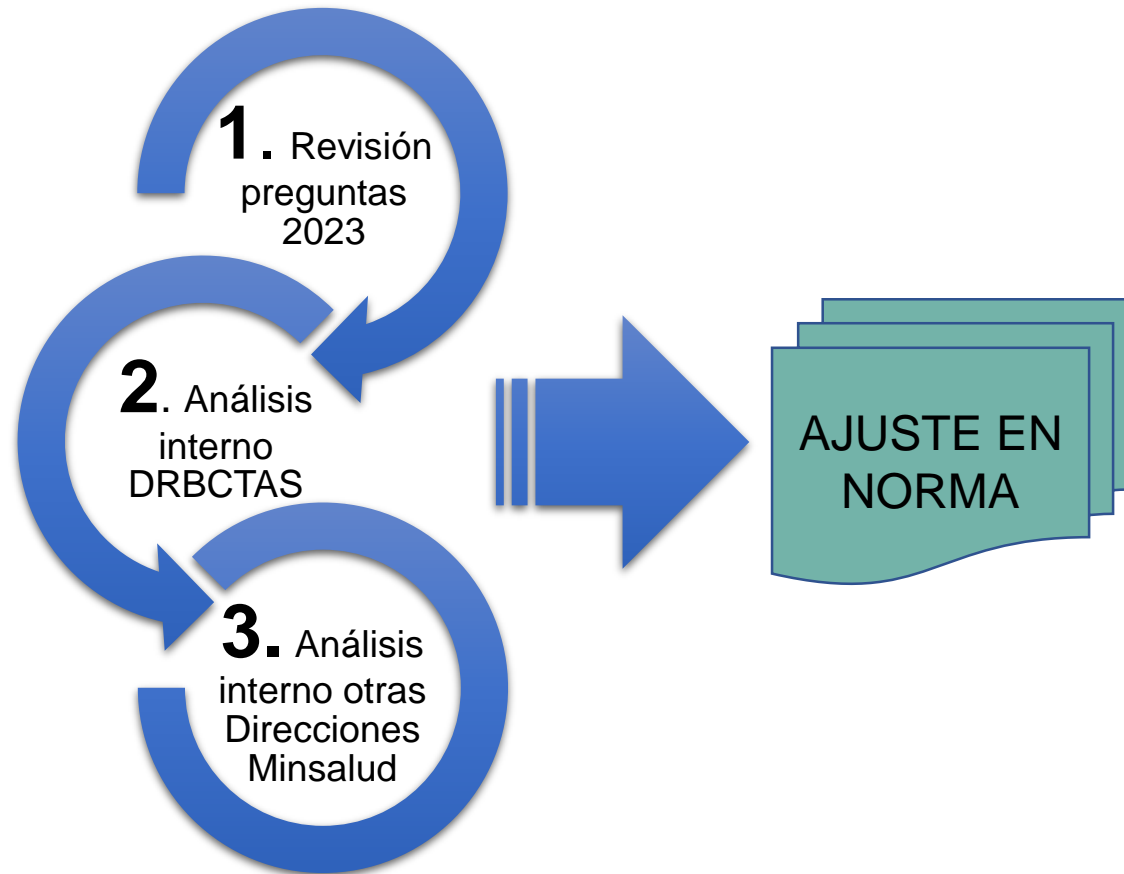 1. Revisión
preguntas
2023
2. Análisis
interno
DRBCTAS
3. Análisis
interno otras
Direcciones
Minsalud
AJUSTE EN
NORMA